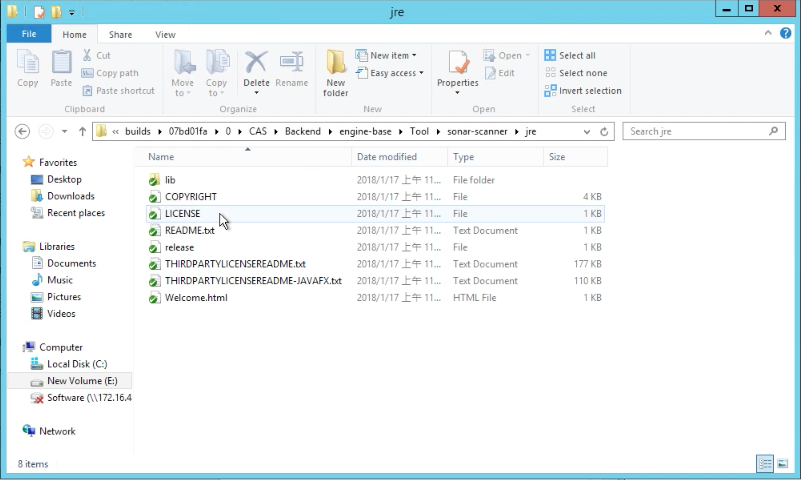 jre
File
Home
Share
View
Copy
Paste
Cut
Copy path
Paste shortcut
Clipboard
Move to
Copy to
Delete
Rename
Organize
New folder
New item
Easy access
New
Properties
Open
Edit
Open
Select all
Select none
Invert selection
Select
« builds 07bd01fa 0 CAS Backend engine-base Tool sonar-scanner jre
Search jre
Favorites
Desktop
Downloads
Recent places
Libraries
Documents
Music
Pictures
Videos
Computer
Local Disk (C:)
New Volume (E:)
Software (\\172.16.4
Network
Name Date modified Type Size
lib 2018/1/17 上午 11... File folder
COPYRIGHT 2018/1/17 上午 11... File 4 KB
LICENSE 2018/1/17 上午 11... File 1 KB
README.txt 2018/1/17 上午 11... Text Document 1 KB
release 2018/1/17 上午 11... File 1 KB
THIRDPARTYLICENSEREADME.txt 2018/1/17 上午 11... Text Document 177 KB
THIRDPARTYLICENSEREADME-JAVAFX.txt 2018/1/17 上午 11... Text Document 110 KB
Welcome.html 2018/1/17 上午 11... HTML File 1 KB
8 items